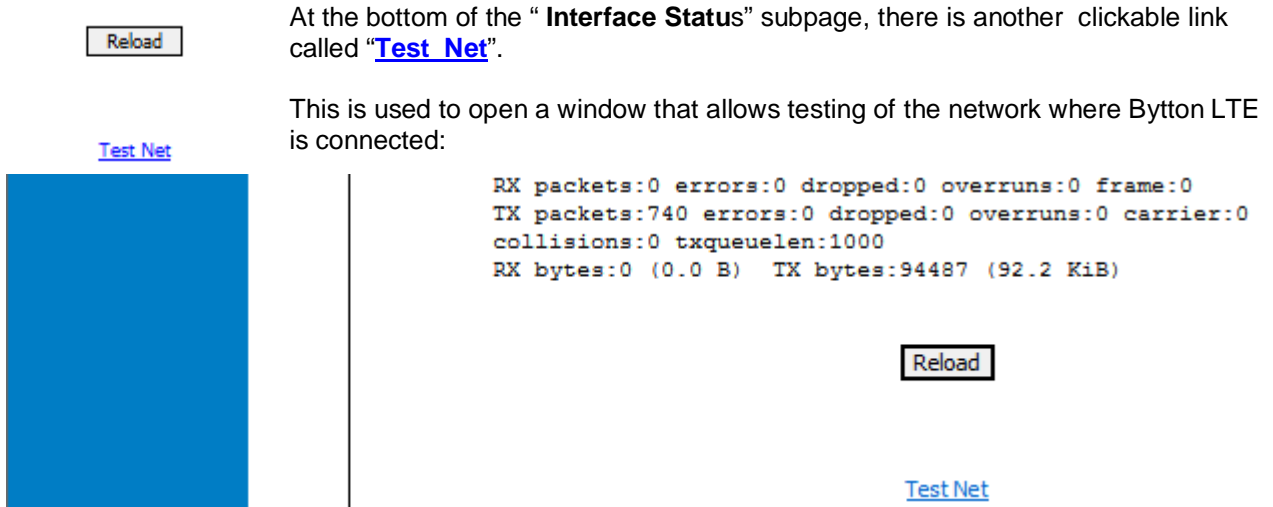 At the bottom of the “ Interface Status” subpage, there is another clickable link
called “Test Net”.
Reload
This is used to open a window that allows testing of the network where Bytton LTE
is connected:
Test Net
RX packets:0 errors:0 dropped:0 overruns:0 frame:0
TX packets:740 errors:0 dropped:0 overruns:0 carrier:0
collisions:0 txqueuelen:1000
RX bytes:0 (0.0 B) TX bytes:94487 (92.2 KiB)
Reload
Test Net